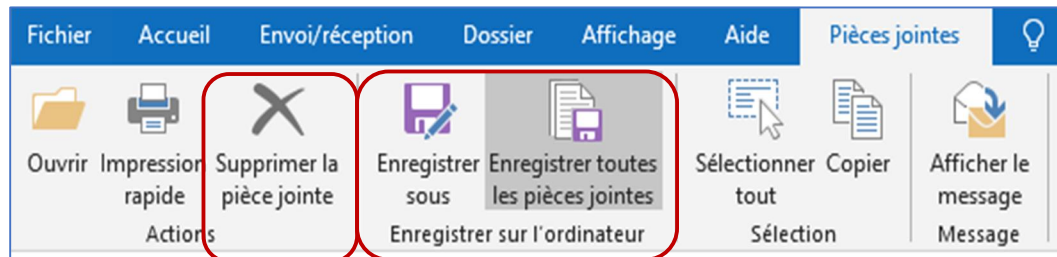 Fichier Accueil Envoi/réception Dossier Affichage Aide Pièces jointes
Ouvrir Impression rapide Supprimer la pièce jointe Enregistrer sous Enregistrer toutes les pièces jointes Sélectionner tout Copier Afficher le message
Actions Enregistrer sur l'ordinateur Sélection Message